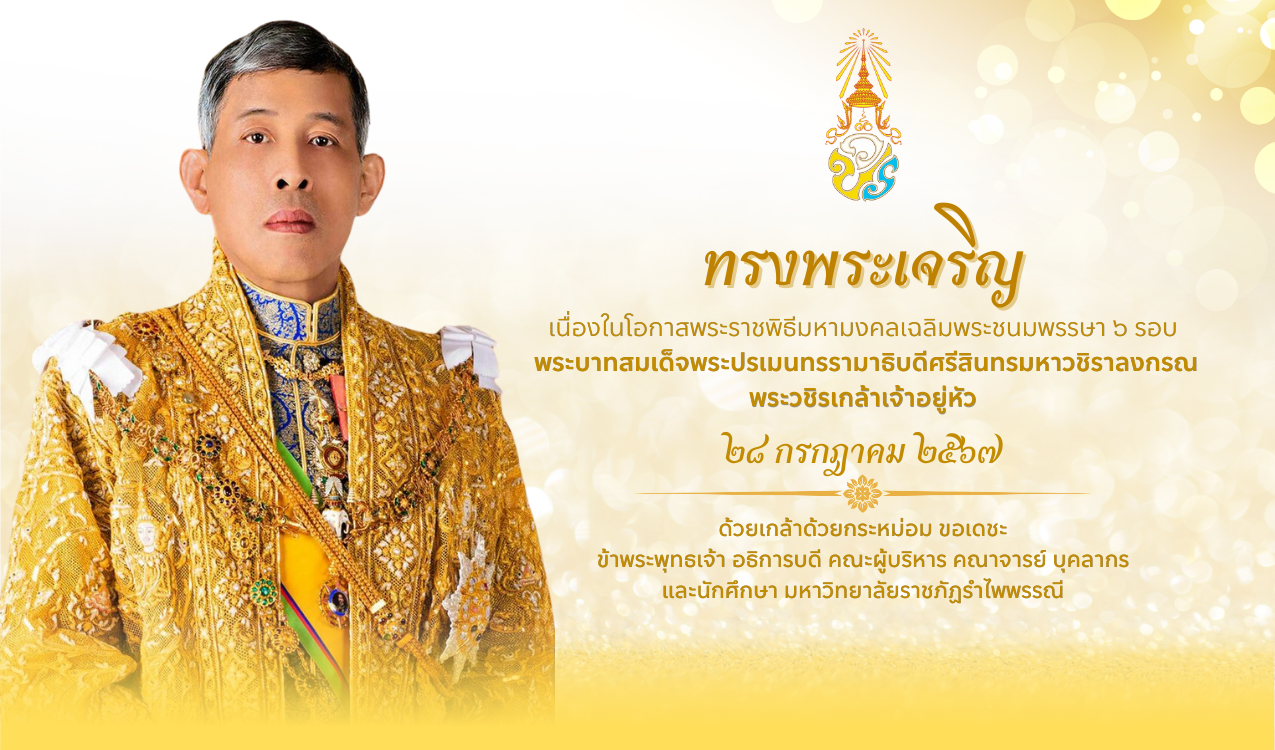 ทรงพระเจริญ
เนื่องในโอกาสพระราชพิธีมหามงคลเฉลิมพระชนมพรรษา ๖ รอบ
พระบาทสมเด็จพระปรเมนทรรามาธิบดีศรีสินทรมหาวชิราลงกรณ
พระวชิรเกล้าเจ้าอยู่หัว
๒๘ กรกฎาคม ๒๕๖๗
ด้วยเกล้าด้วยกระหม่อม ขอเดชะ
ข้าพระพุทธเจ้า อธิการบดี คณะผู้บริหาร คณาจารย์ บุคลากร
และนักศึกษา มหาวิทยาลัยราชภัฏรำไพพรรณี